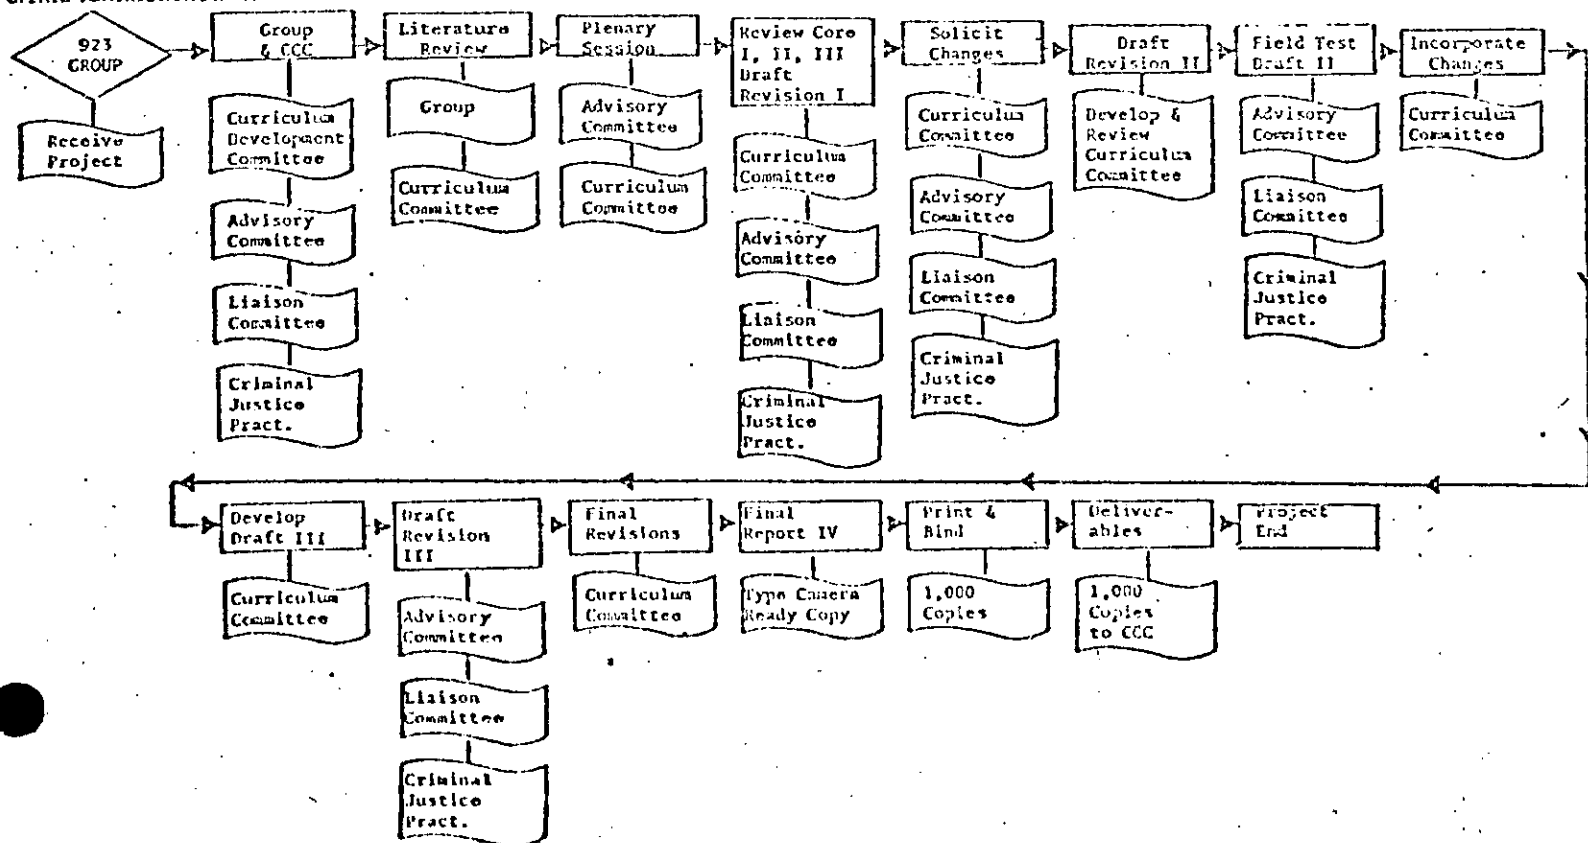 923
GROUP
Receive
Project
Group
& CCC
Curriculum
Development
Committee
Advisory
Committee
Liaison
Committee
Criminal
Justice
Pract.
Literature
Review
Group
Curriculum
Committee
Plenary
Session
Advisory
Committee
Curriculum
Committee
Review Core
I, II, III
Draft
Revision I
Curriculum
Committee
Advisory
Committee
Liaison
Committee
Criminal
Justice
Pract.
Solicit
Changes
Curriculum
Committee
Advisory
Committee
Liaison
Committee
Criminal
Justice
Pract.
Draft
Revision II
Develop &
Review
Curriculum
Committee
Field Test
Draft II
Advisory
Committee
Liaison
Committee
Criminal
Justice
Pract.
Incorporate
Changes
Curriculum
Committee
Develop
Draft III
Curriculum
Committee
Draft
Revision
III
Advisory
Committee
Liaison
Committee
Criminal
Justice
Pract.
Final
Revisions
Curriculum
Committee
Final
Report IV
Type Camera
Ready Copy
Print &
Bind
1,000
Copies
Deliver-
ables
1,000
Copies
to CCC
Project
End